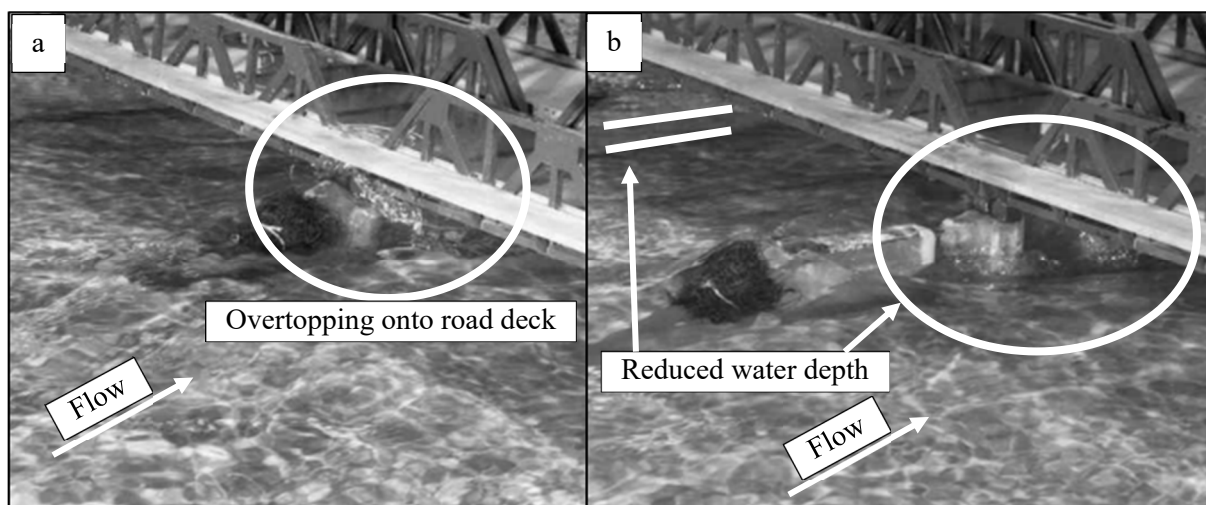 a
Overtopping onto road deck
Flow
b
Reduced water depth
Flow